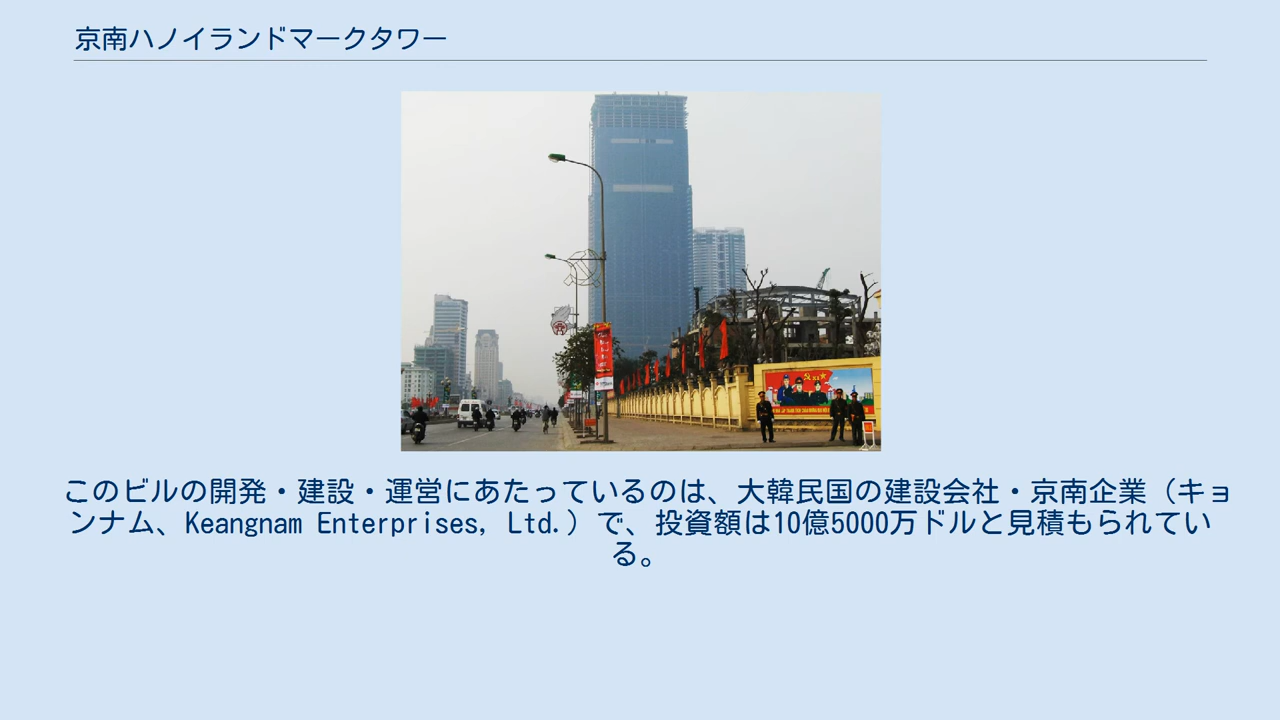 京南ハノイランドマークタワー
このビルの開発・建設・運営にあたっているのは、大韓民国の建設会社・京南企業（キョ
ンナム、Keangnam Enterprises, Ltd.）で、投資額は10億5000万ドルと見積もられてい
る。